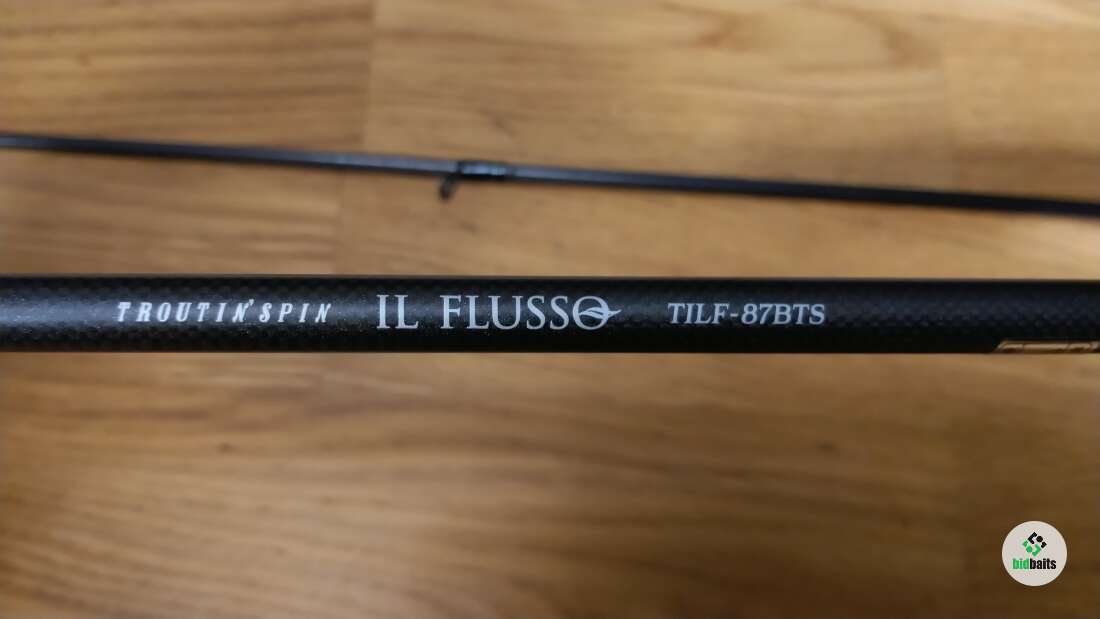 TROUTIN'SPIN IL FLUSSO TILF-87BTS
bidbaits